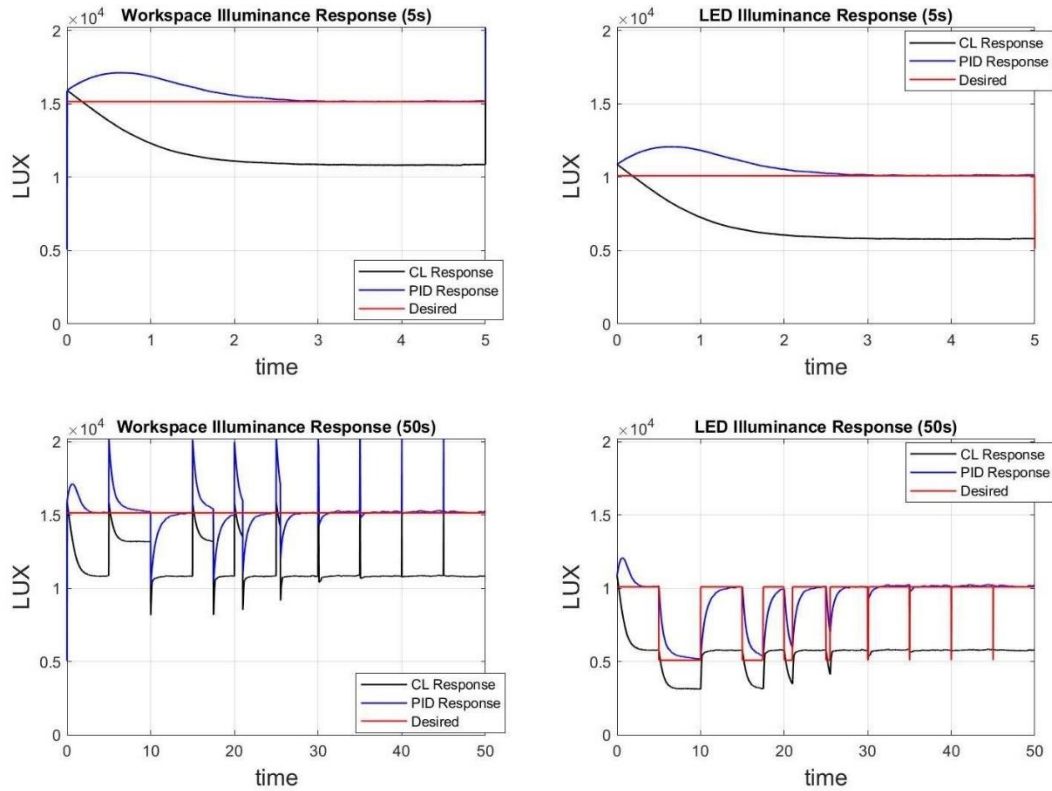 Workspace Illuminance Response (5s)
×10⁴
2
1.5
1
0.5
0
LUX
0 1 2 3 4 5
time
CL Response
PID Response
Desired
LED Illuminance Response (5s)
×10⁴
2
1.5
1
0.5
0
LUX
0 1 2 3 4 5
time
CL Response
PID Response
Desired
Workspace Illuminance Response (50s)
×10⁴
2
1.5
1
0.5
0
LUX
0 10 20 30 40 50
time
CL Response
PID Response
Desired
LED Illuminance Response (50s)
×10⁴
2
1.5
1
0.5
0
LUX
0 10 20 30 40 50
time
CL Response
PID Response
Desired